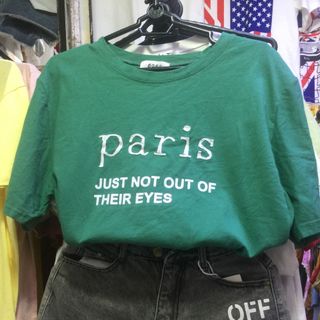 paris
JUST NOT OUT OF
THEIR EYES
OFF